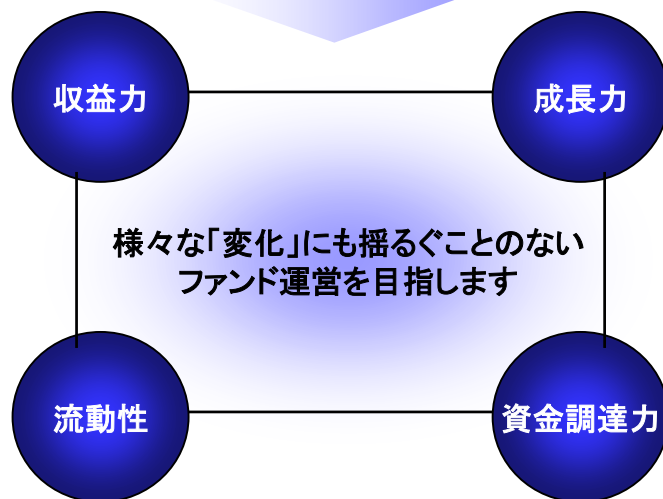 収益力
成長力
様々な「変化」にも揺るぐことのない
ファンド運営を目指します
流動性
資金調達力